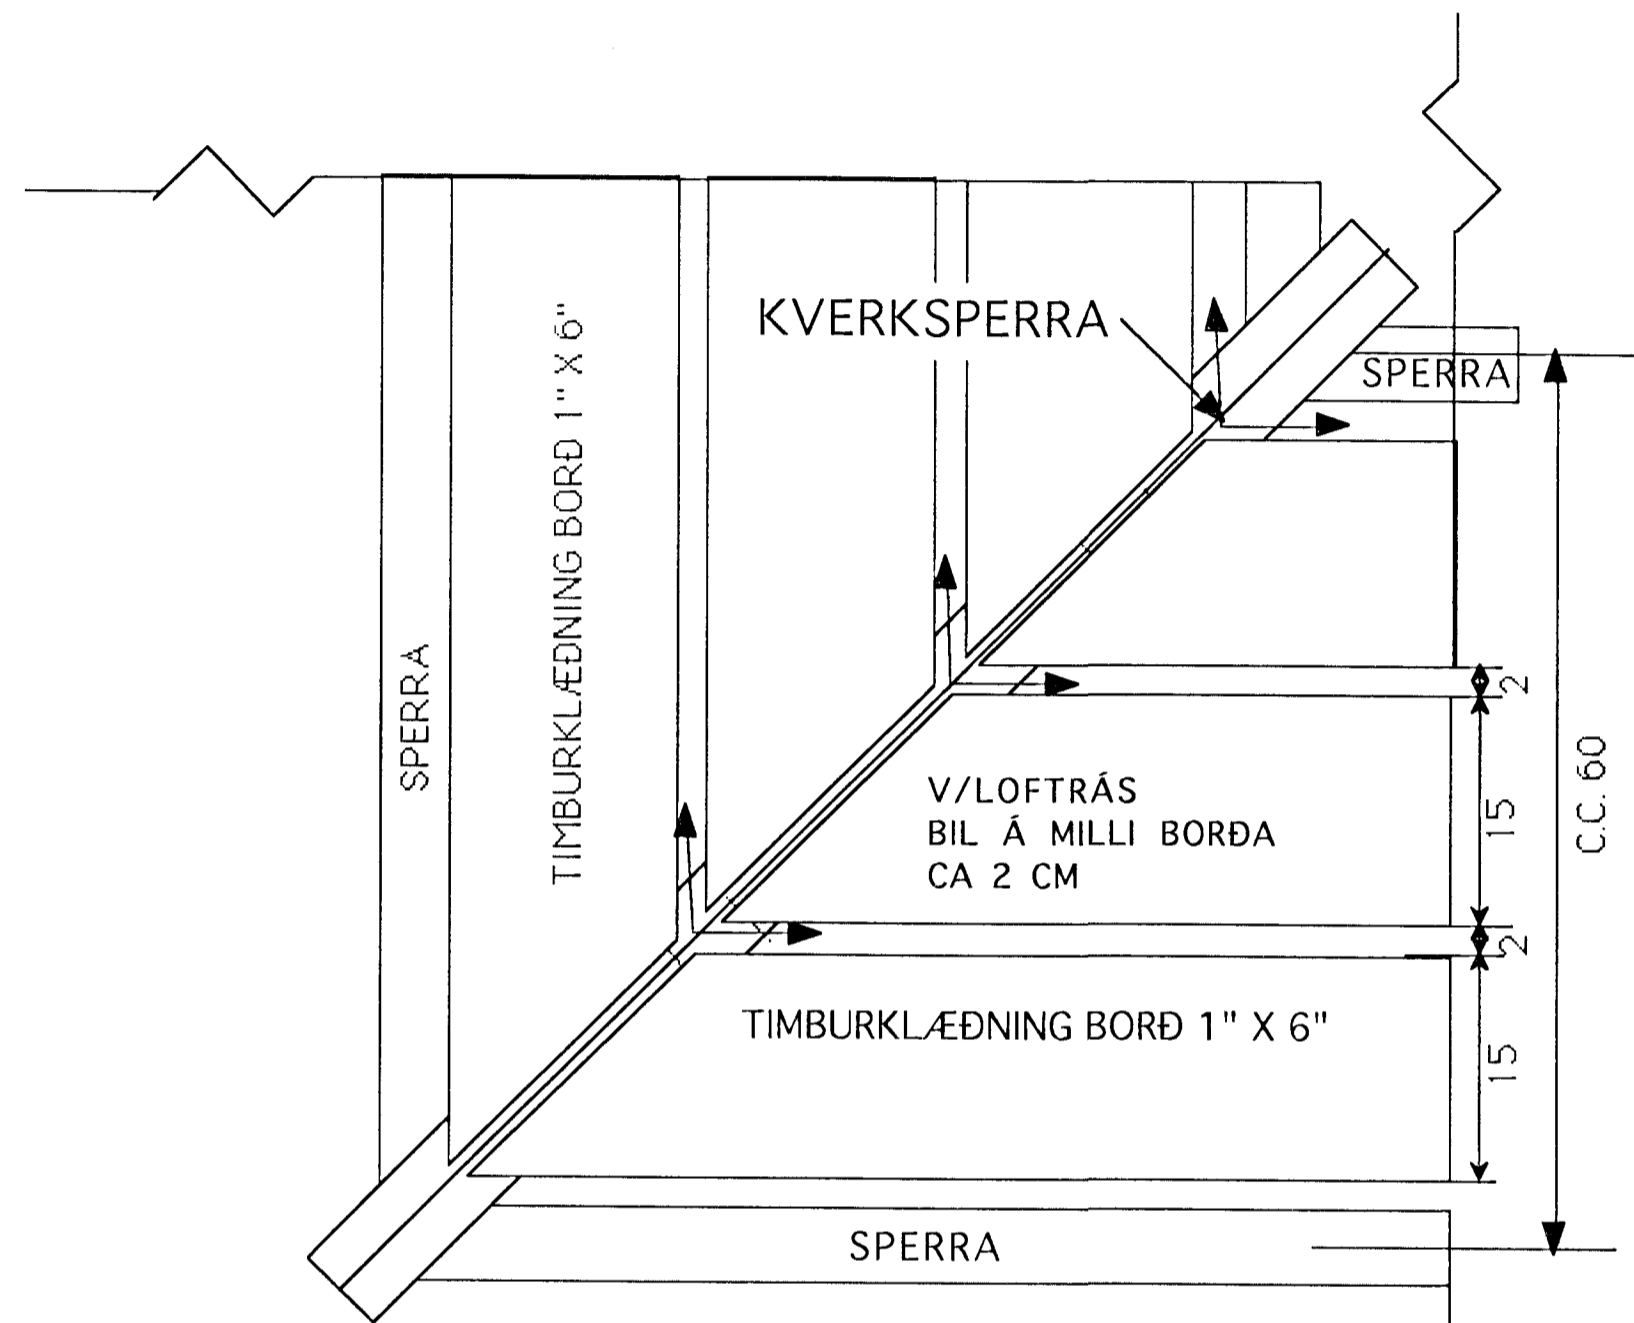 KVERKSPERRA
SPERRA
TIMBURKLÆÐNING BORÐ 1" X 6"
SPERRA
2
V/LOFTRÁS
BIL Á MILLI BORÐA
CA 2 CM
15
C.C. 60
2
TIMBURKLÆÐNING BORÐ 1" X 6"
15
SPERRA